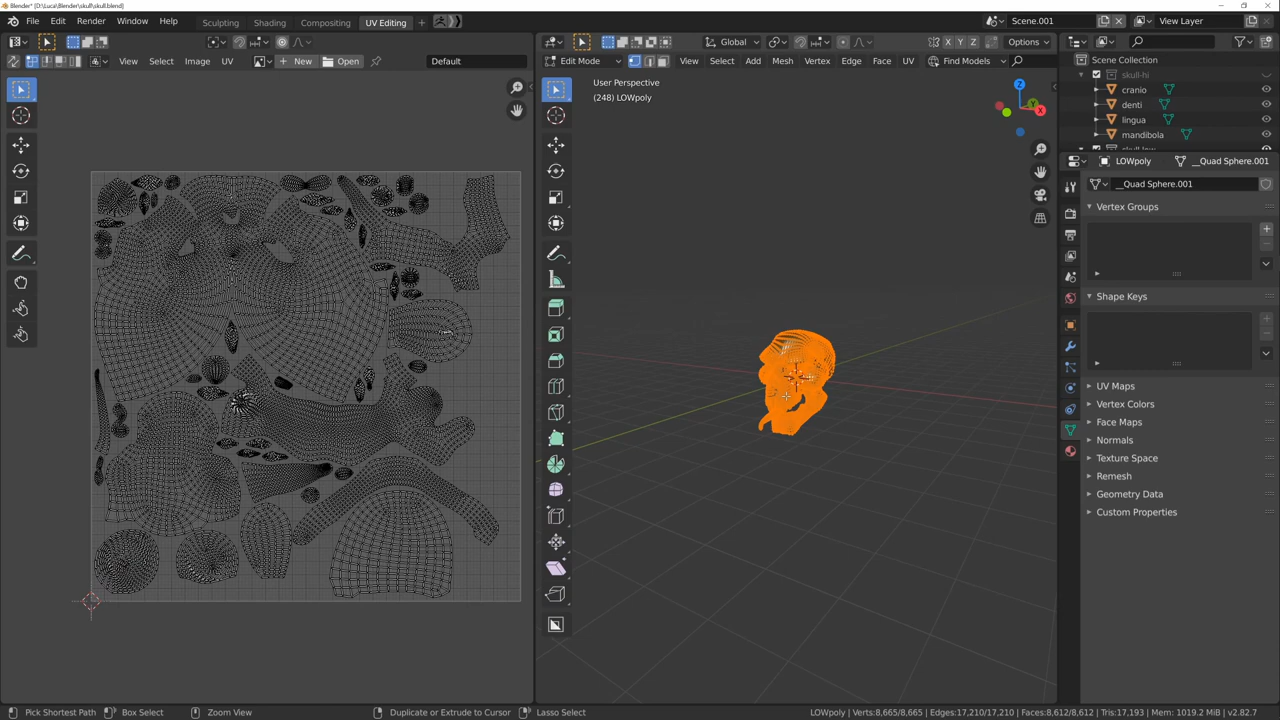 Blender* [D:\Luca\Blender\skull\skull.blend]
File Edit Render Window Help Sculpting Shading Compositing UV Editing + Scene.001 View Layer
Global Options
View Select Image UV New Open Default Edit Mode View Select Add Mesh Vertex Edge Face UV Find Models
User Perspective
(248) LOWpoly
X Y Z
Z
Y
X
Scene Collection
skull-hi
cranio
denti
lingua
mandibola
LOWpoly __Quad Sphere.001
__Quad Sphere.001
Vertex Groups
Shape Keys
UV Maps
Vertex Colors
Face Maps
Normals
Texture Space
Remesh
Geometry Data
Custom Properties
Pick Shortest Path Box Select Zoom View Duplicate or Extrude to Cursor Lasso Select LOWpoly | Verts:8,665/8,665 | Edges:17,210/17,210 | Faces:8,612/8,612 | Tris:17,193 | Mem: 1019.2 MiB | v2.82.7